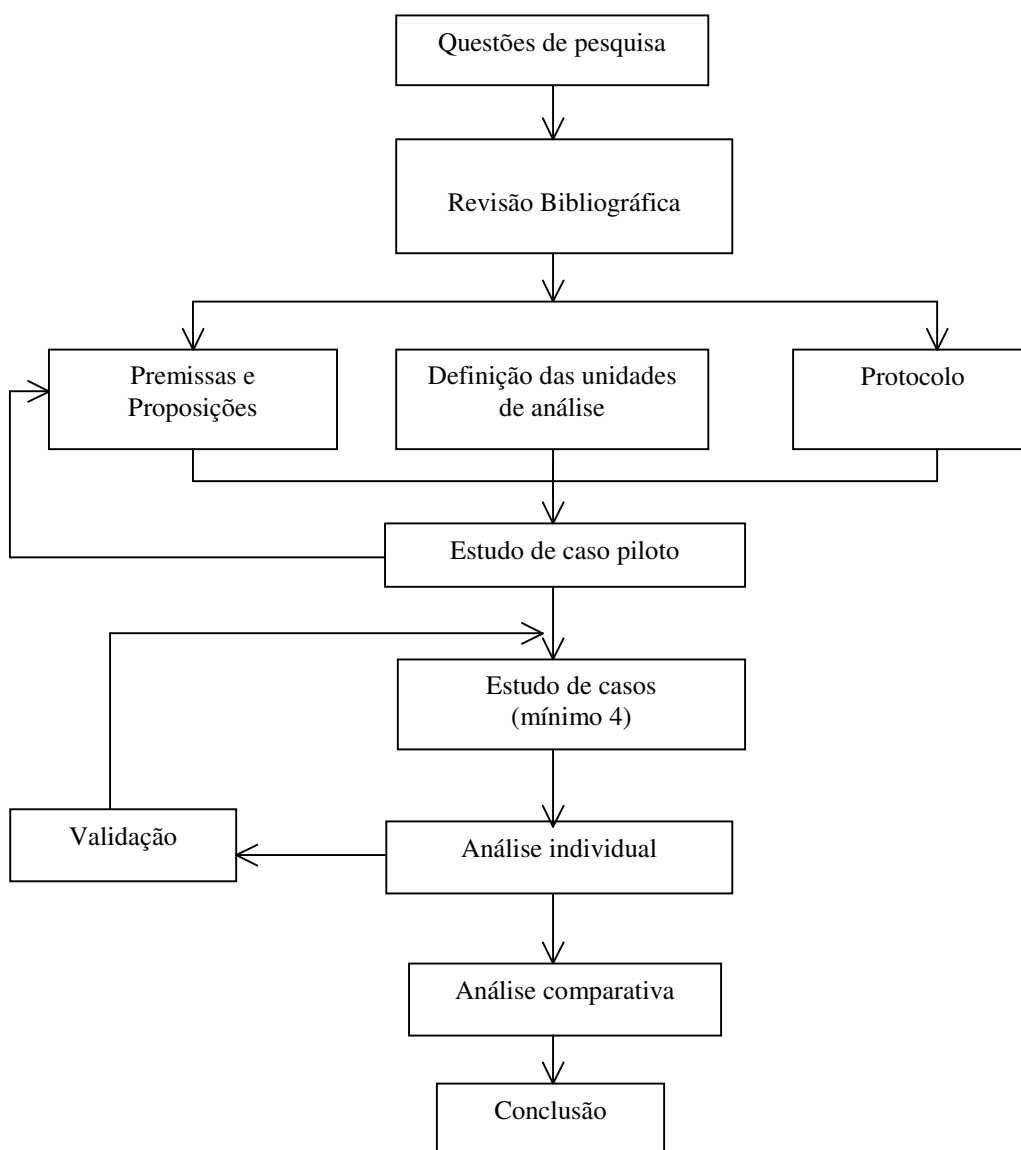 Questões de pesquisa
Revisão Bibliográfica
Premissas e
Proposições
Definição das unidades
de análise
Protocolo
Estudo de caso piloto
Estudo de casos
(mínimo 4)
Validação
Análise individual
Análise comparativa
Conclusão